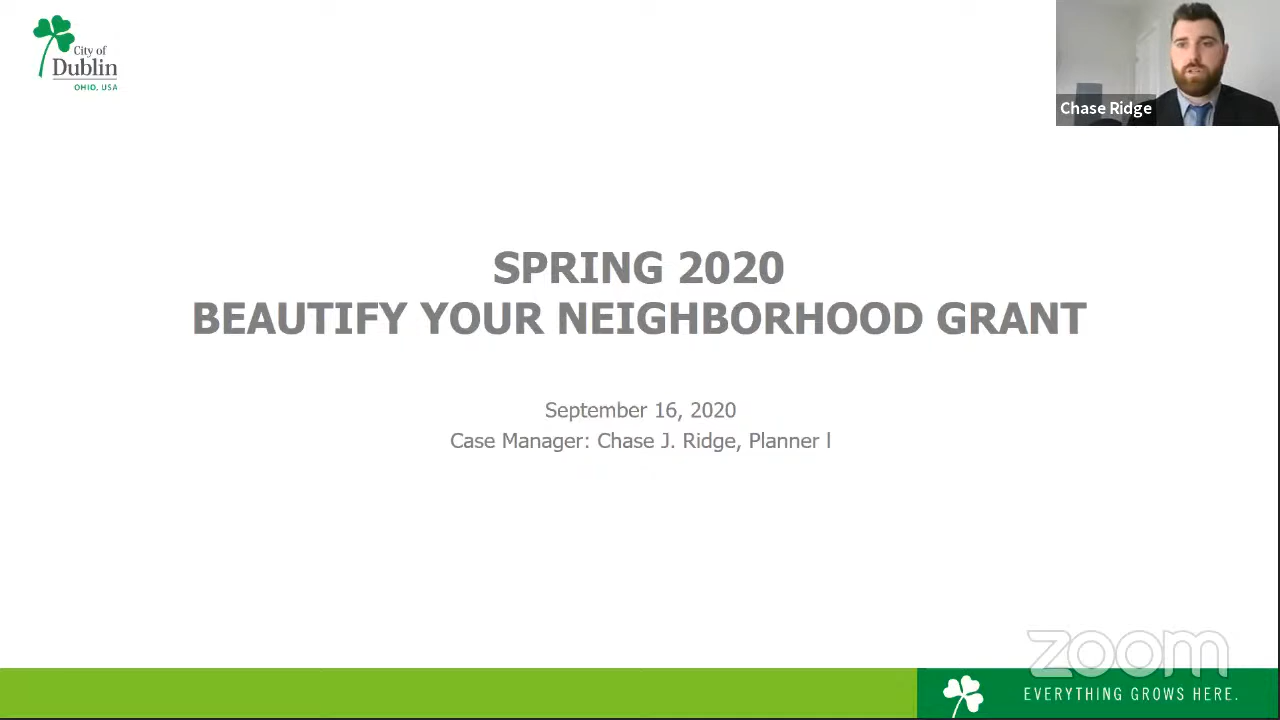 City of
Dublin
OHIO, USA
Chase Ridge
SPRING 2020
BEAUTIFY YOUR NEIGHBORHOOD GRANT
September 16, 2020
Case Manager: Chase J. Ridge, Planner l
zoom
EVERYTHING GROWS HERE.